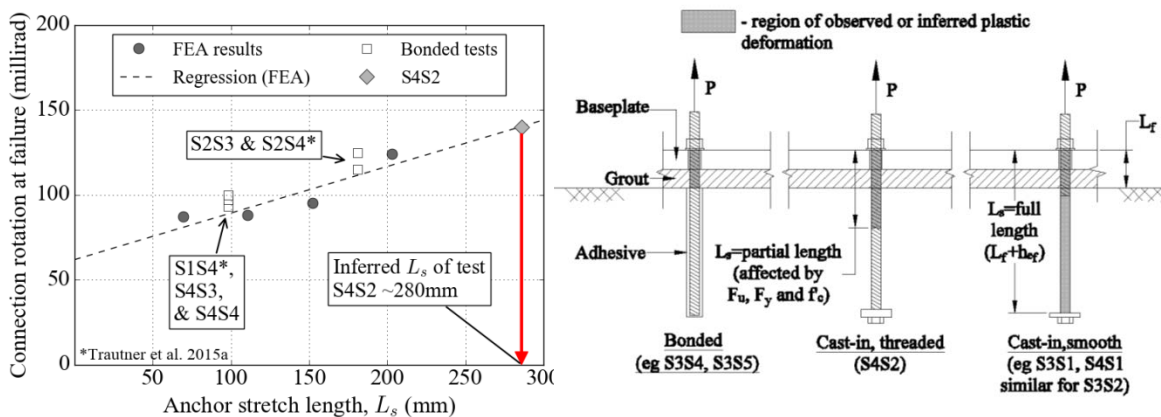 200
150
100
50
0
Connection rotation at failure (millirad)
FEA results
Bonded tests
Regression (FEA)
S4S2
S2S3 & S2S4*
S1S4*,
S4S3,
& S4S4
Inferred Ls of test
S4S2 ~280mm
*Trautner et al. 2015a
50
100
150
200
250
300
Anchor stretch length, Ls (mm)
- region of observed or inferred plastic
deformation
P
P
P
Baseplate
Grout
Adhesive
Lf
Ls=partial length
(affected by
Fu, Fy and f'c)
Ls=full
length
(Lf+hef)
Bonded
(eg S3S4, S3S5)
Cast-in, threaded
(S4S2)
Cast-in,smooth
(eg S3S1, S4S1
similar for S3S2)